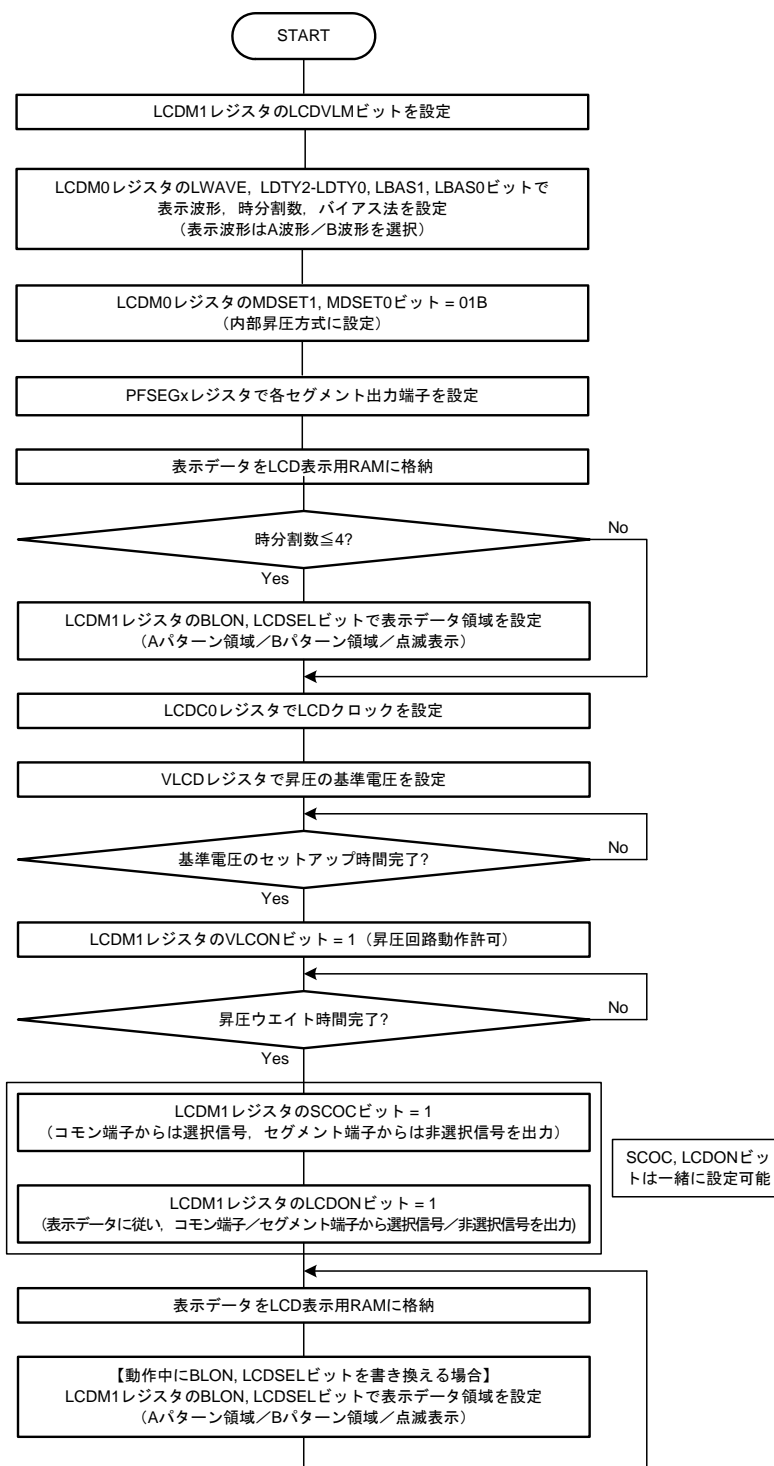 START
LCDM1レジスタのLCDVLMビットを設定
LCDM0レジスタのLWAVE, LDTY2-LDTY0, LBAS1, LBAS0ビットで
表示波形，時分割数，バイアス法を設定
（表示波形はA波形／B波形を選択）
LCDM0レジスタのMDSET1, MDSET0ビット = 01B
（内部昇圧方式に設定）
PFSEGxレジスタで各セグメント出力端子を設定
表示データをLCD表示用RAMに格納
時分割数≦4?
No
Yes
LCDM1レジスタのBLON, LCDSELビットで表示データ領域を設定
（Aパターン領域／Bパターン領域／点滅表示）
LCDC0レジスタでLCDクロックを設定
VLCDレジスタで昇圧の基準電圧を設定
基準電圧のセットアップ時間完了?
No
Yes
LCDM1レジスタのVLCONビット = 1（昇圧回路動作許可）
昇圧ウエイト時間完了?
No
Yes
LCDM1レジスタのSCOCビット = 1
（コモン端子からは選択信号，セグメント端子からは非選択信号を出力）
SCOC, LCDONビッ
トは一緒に設定可能
LCDM1レジスタのLCDONビット = 1
(表示データに従い，コモン端子／セグメント端子から選択信号／非選択信号を出力)
表示データをLCD表示用RAMに格納
【動作中にBLON, LCDSELビットを書き換える場合】
LCDM1レジスタのBLON, LCDSELビットで表示データ領域を設定
（Aパターン領域／Bパターン領域／点滅表示）